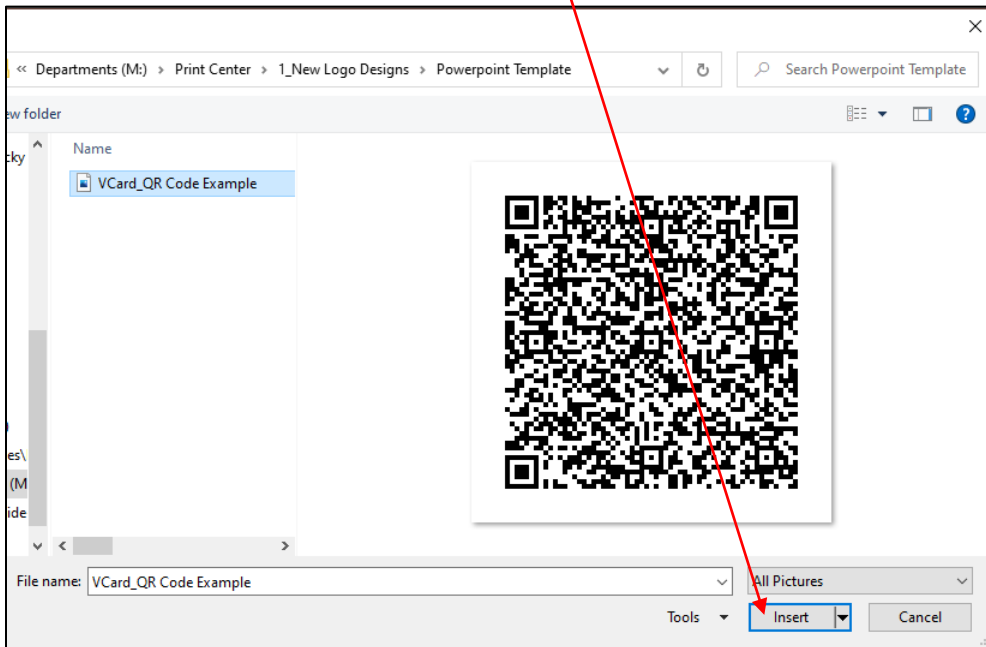 « Departments (M:) › Print Center › 1_New Logo Designs › Powerpoint Template
Search Powerpoint Template
ew folder
Name
cky
VCard_QR Code Example
es\
(M
ide
File name: VCard_QR Code Example
All Pictures
Tools
Insert
Cancel